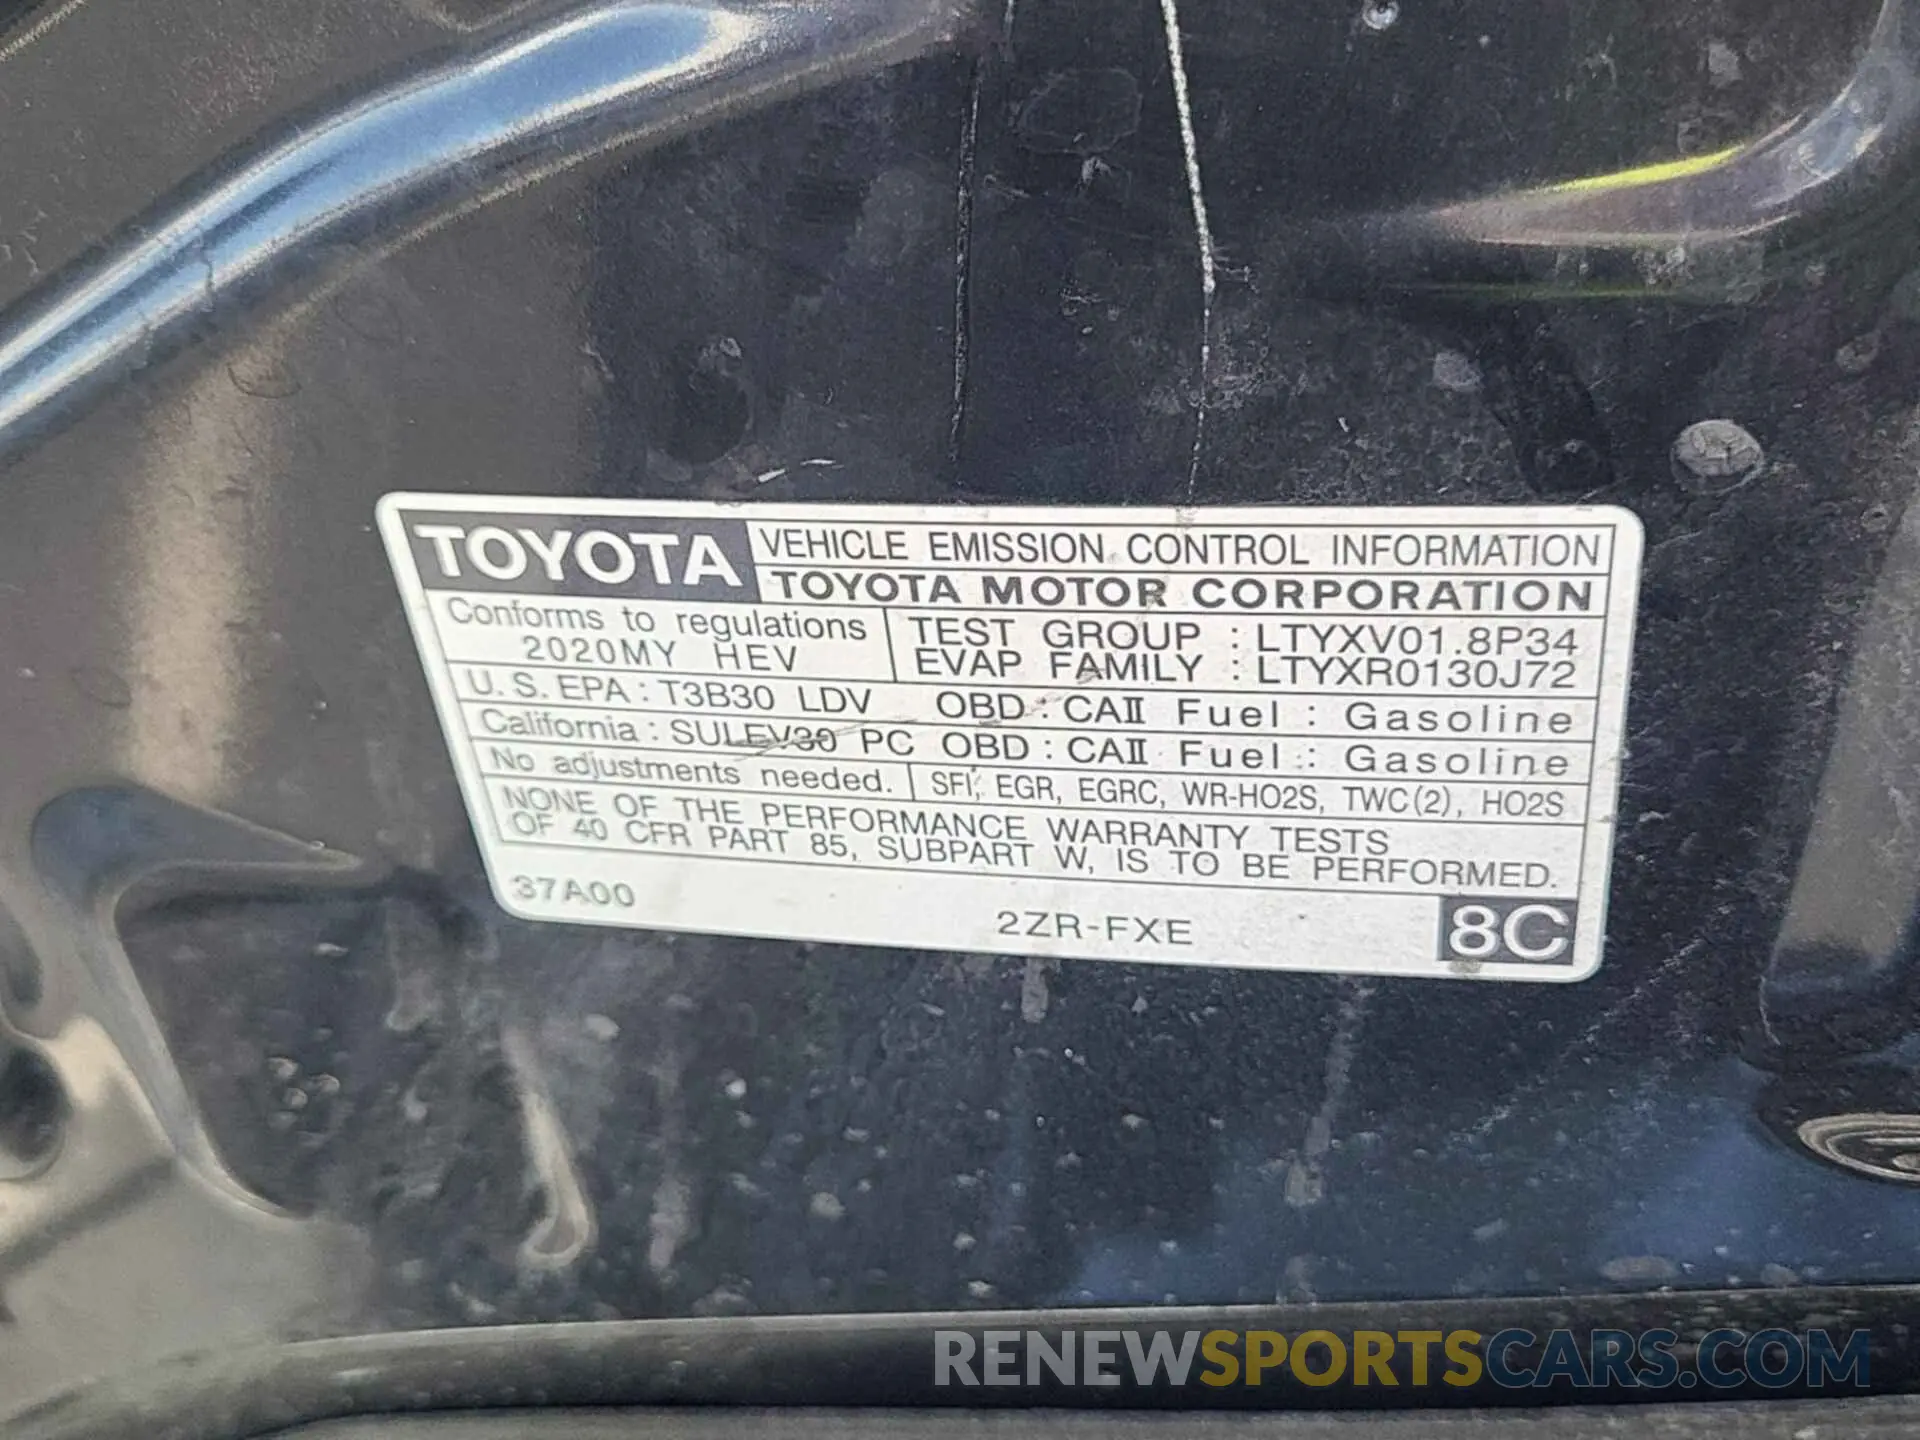 TOYOTA VEHICLE EMISSION CONTROL INFORMATION
TOYOTA MOTOR CORPORATION
Conforms to regulations
2020MY HEV
TEST GROUP : LTYXV01.8P34
EVAP FAMILY : LTYXR0130J72
U.S.EPA : T3B30 LDV OBD : CAⅡ Fuel : Gasoline
California : SULEV30 PC OBD : CAⅡ Fuel : Gasoline
No adjustments needed. SFI, EGR, EGRC, WR-HO2S, TWC(2), HO2S
NONE OF THE PERFORMANCE WARRANTY TESTS
OF 40 CFR PART 85, SUBPART W, IS TO BE PERFORMED.
37A00 2ZR-FXE 8C
RENEWSPORTSCARS.COM